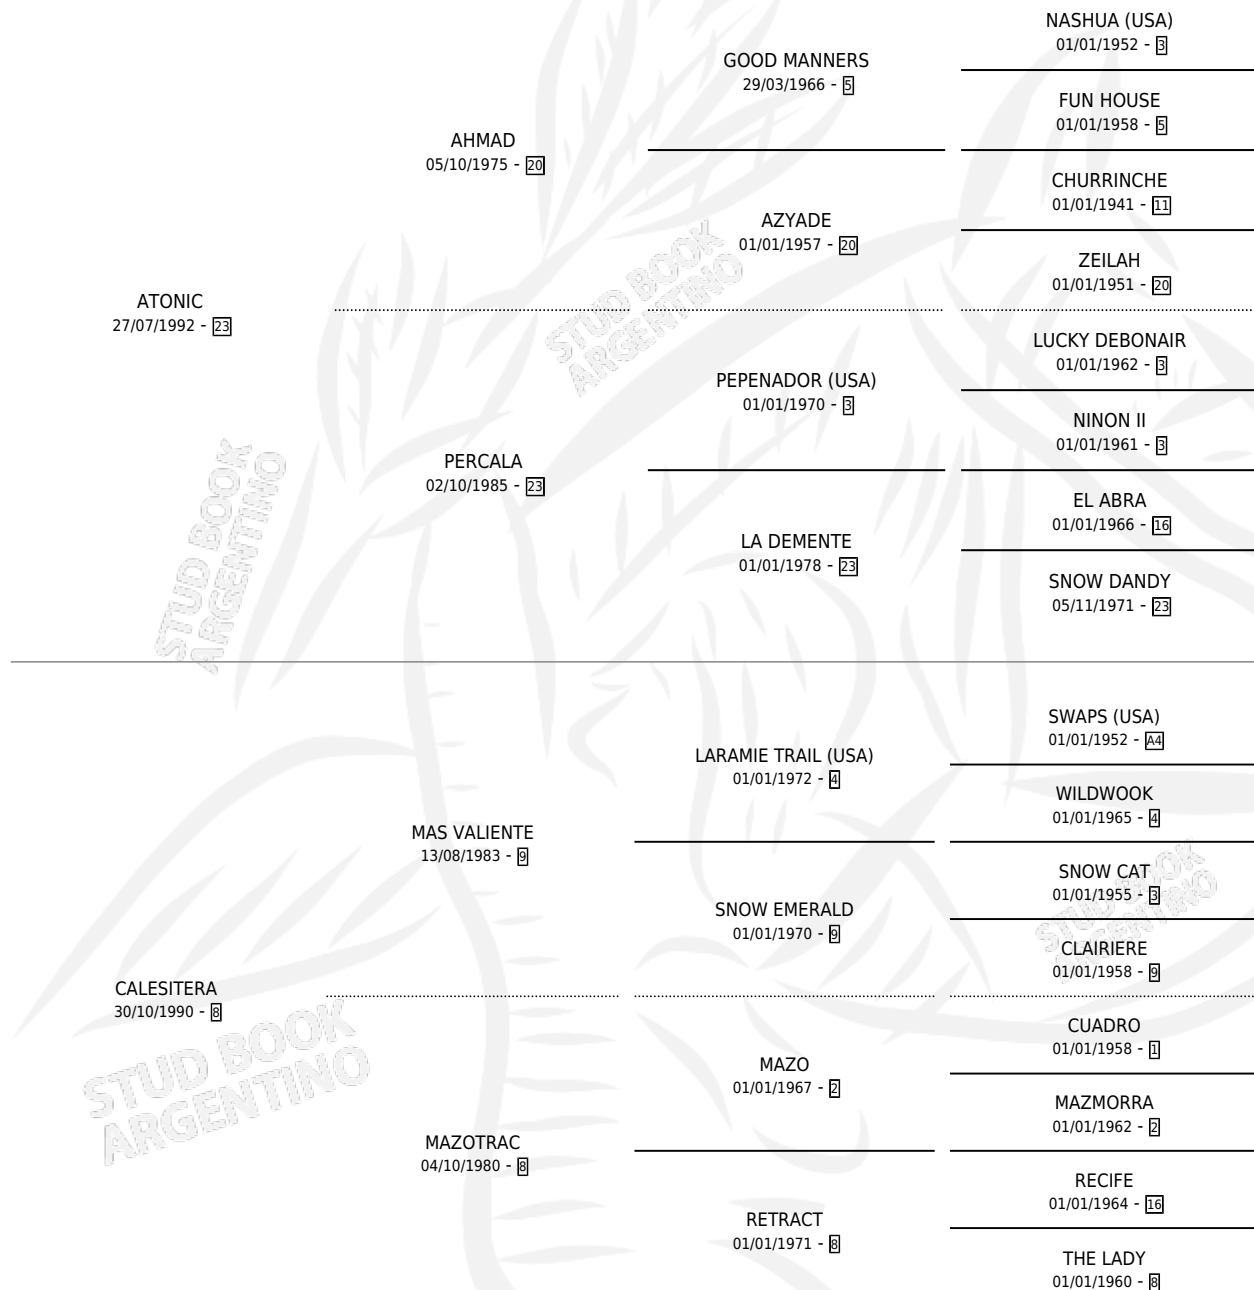 NASHUA (USA)
01/01/1952 - 3
GOOD MANNERS
29/03/1966 - 5
FUN HOUSE
01/01/1958 - 5
AHMAD
05/10/1975 - 20
CHURRINCHE
01/01/1941 - 11
AZYADE
01/01/1957 - 20
ZEILAH
01/01/1951 - 20
ATONIC
27/07/1992 - 23
STUD BOOK
ARGENTINO
LUCKY DEBONAIR
01/01/1962 - 3
PEPENADOR (USA)
01/01/1970 - 3
NINON II
01/01/1961 - 3
PERCALA
02/10/1985 - 23
EL ABRA
01/01/1966 - 16
LA DEMENTE
01/01/1978 - 23
SNOW DANDY
05/11/1971 - 23
STUD BOOK
ARGENTINO
SWAPS (USA)
01/01/1952 - A4
LARAMIE TRAIL (USA)
01/01/1972 - 4
WILDWOOK
01/01/1965 - 4
MAS VALIENTE
13/08/1983 - 9
SNOW CAT
01/01/1955 - 3
SNOW EMERALD
01/01/1970 - 9
CLAIRIERE
01/01/1958 - 9
STUD BOOK
ARGENTINO
CALESITERA
30/10/1990 - 8
CUADRO
01/01/1958 - 1
MAZO
01/01/1967 - 2
MAZMORRA
01/01/1962 - 2
STUD BOOK
ARGENTINO
MAZOTRAC
04/10/1980 - 8
RECIFE
01/01/1964 - 16
RETRACT
01/01/1971 - 8
THE LADY
01/01/1960 - 8